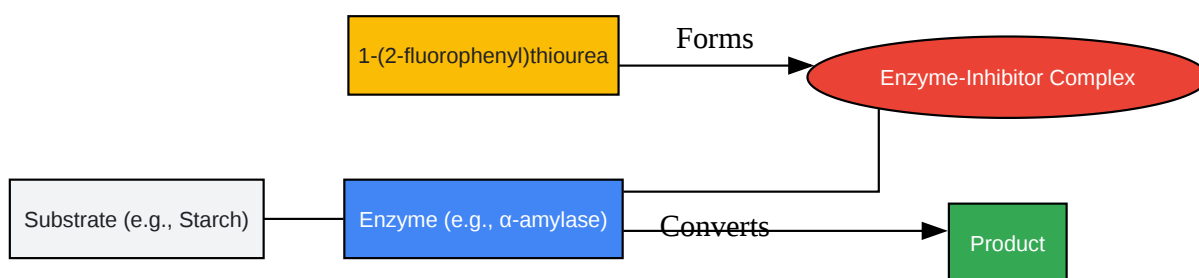 1-(2-fluorophenyl)thiourea
Forms
Enzyme-Inhibitor Complex
Substrate (e.g., Starch)
Enzyme (e.g., α-amylase)
Converts
Product